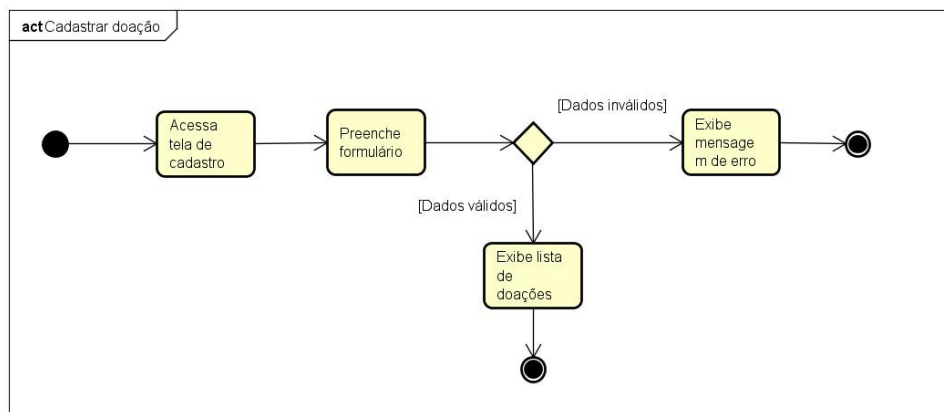 act Cadastrar doação
[Dados inválidos]
Acessa
tela de
cadastro
Preenche
formulário
Exibe
mensage
m de erro
[Dados válidos]
Exibe lista
de
doações